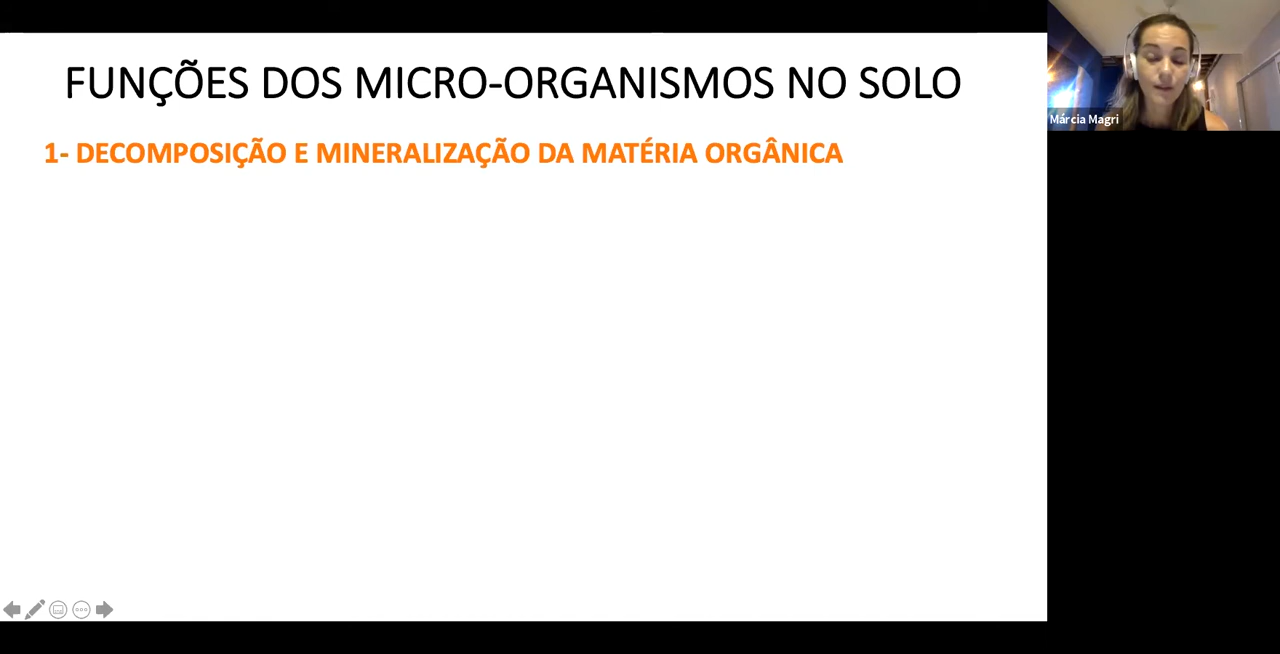 FUNÇÕES DOS MICRO-ORGANISMOS NO SOLO
1- DECOMPOSIÇÃO E MINERALIZAÇÃO DA MATÉRIA ORGÂNICA
Márcia Magri